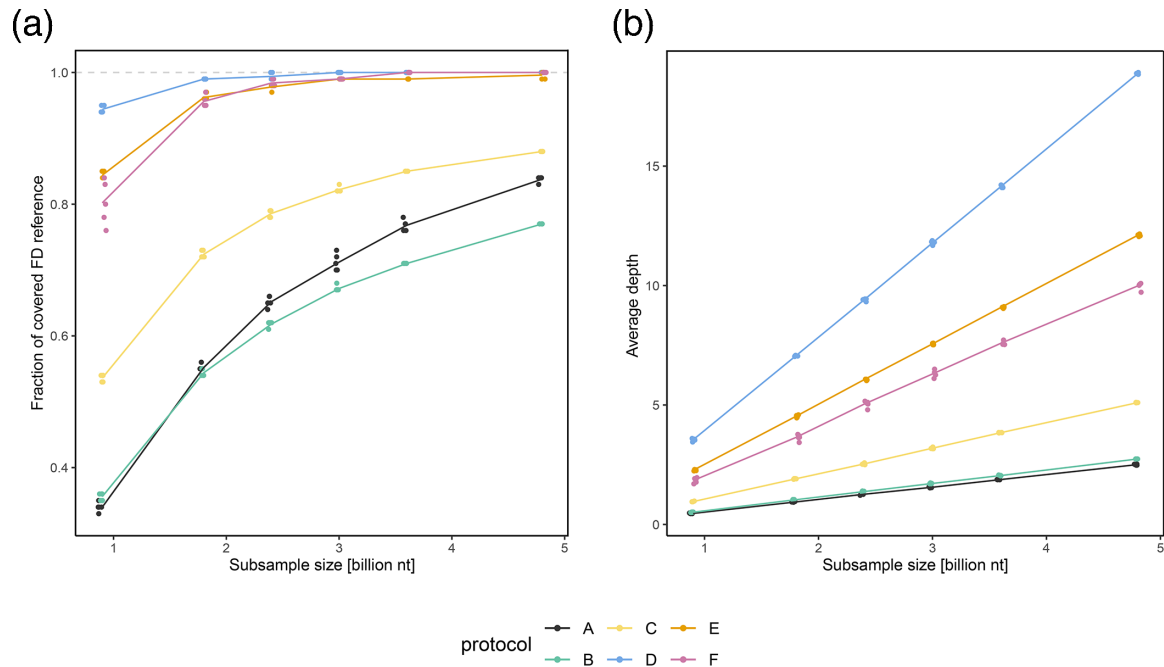 (a)
1.0
0.8
0.6
0.4
Fraction of covered FD reference
1 2 3 4 5
Subsample size [billion nt]
(b)
15
10
5
0
Average depth
1 2 3 4 5
Subsample size [billion nt]
protocol
A C E
B D F